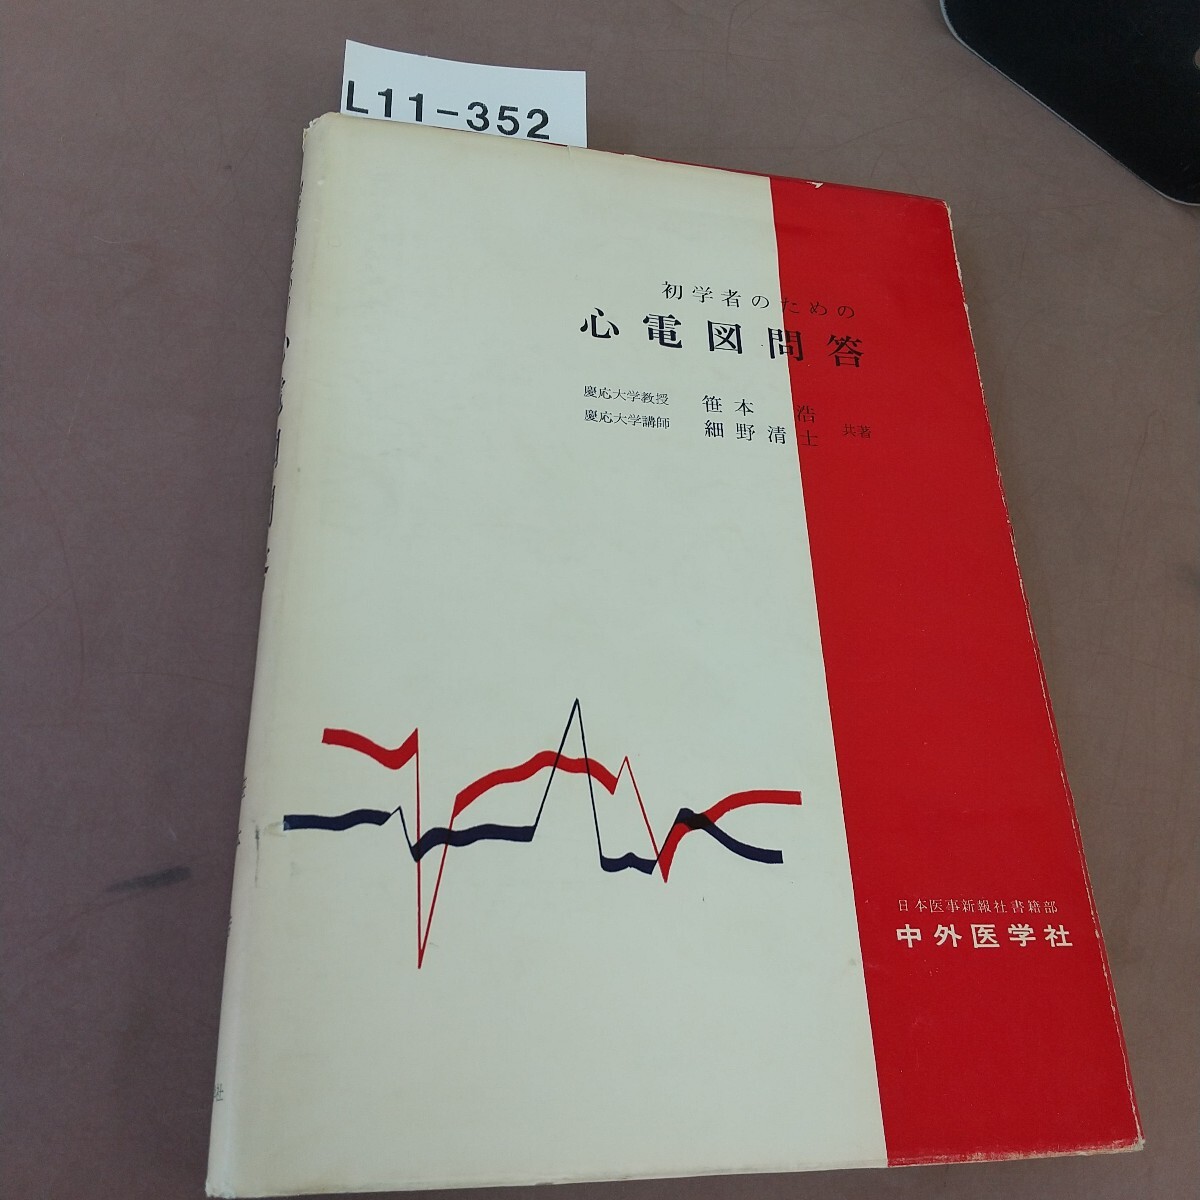 L11-352
初学者のための
心電図問答
慶応大学教授 笹本 浩
慶応大学講師 細野清士 共著
日本医事新報社書籍部
中外医学社